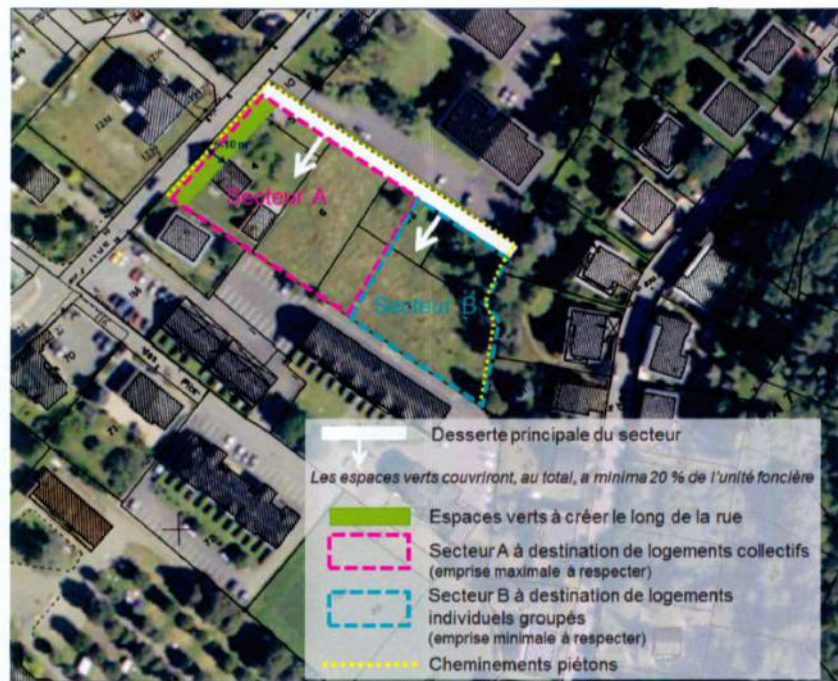 10 m
Secteur A
Secteur B
Desserte principale du secteur
Les espaces verts couvriront, au total, a minima 20 % de l'unité foncière
Espaces verts à créer le long de la rue
Secteur A à destination de logements collectifs
(emprise maximale à respecter)
Secteur B à destination de logements
individuels groupés
(emprise minimale à respecter)
Cheminements piétons